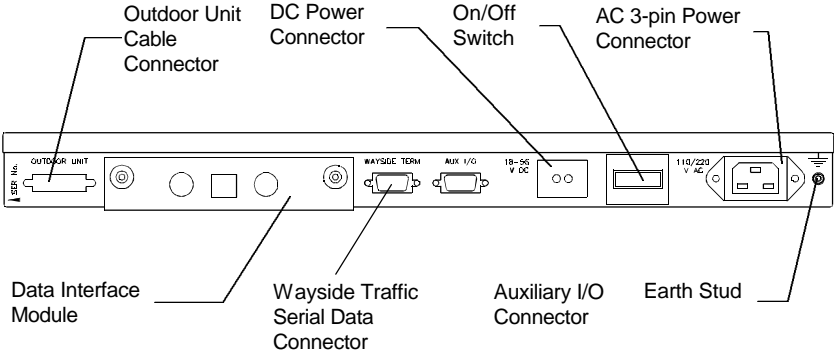 Outdoor Unit
Cable
Connector
DC Power
Connector
On/Off
Switch
AC 3-pin Power
Connector
SER No.
OUTDOOR UNIT
WAYSIDE TERM
AUX I/O
18-56
V DC
110/220
V AC
Data Interface
Module
Wayside Traffic
Serial Data
Connector
Auxiliary I/O
Connector
Earth Stud